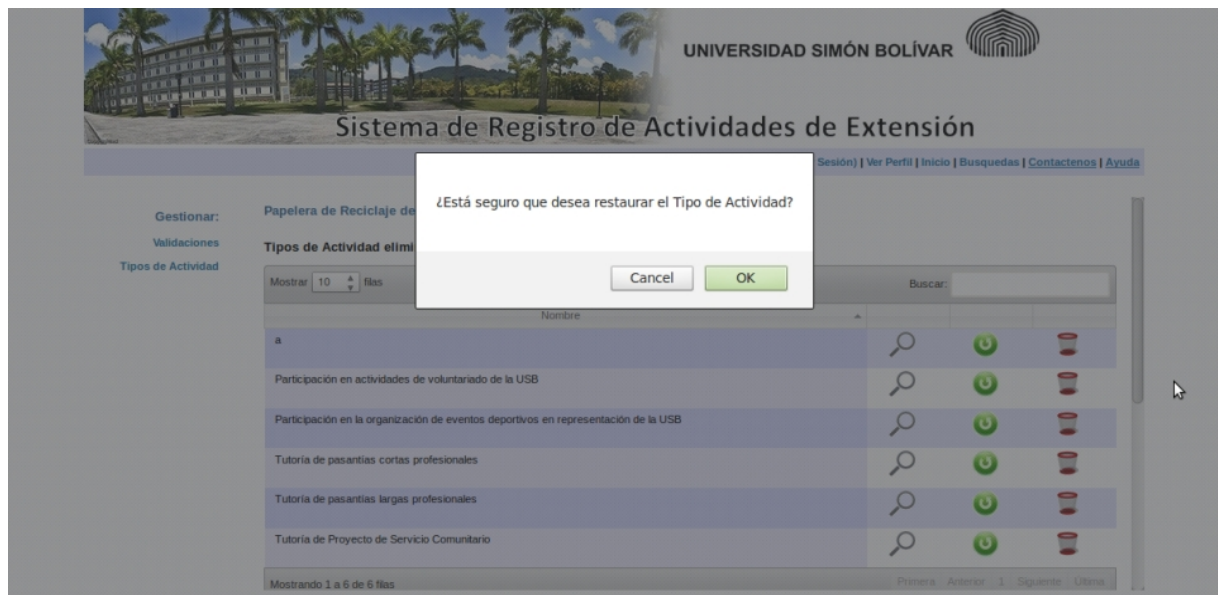 UNIVERSIDAD SIMÓN BOLÍVAR
Sistema de Registro de Actividades de Extensión
Sesión) | Ver Perfil | Inicio | Busquedas | Contactenos | Ayuda
¿Está seguro que desea restaurar el Tipo de Actividad?
Cancel OK
Gestionar:
Validaciones
Tipos de Actividad
Papelera de Reciclaje de
Tipos de Actividad elimi
Mostrar 10 filas Buscar:
Nombre
a
Participación en actividades de voluntariado de la USB
Participación en la organización de eventos deportivos en representación de la USB
Tutoría de pasantías cortas profesionales
Tutoría de pasantías largas profesionales
Tutoría de Proyecto de Servicio Comunitario
Mostrando 1 a 6 de 6 filas Primera Anterior 1 Siguiente Última